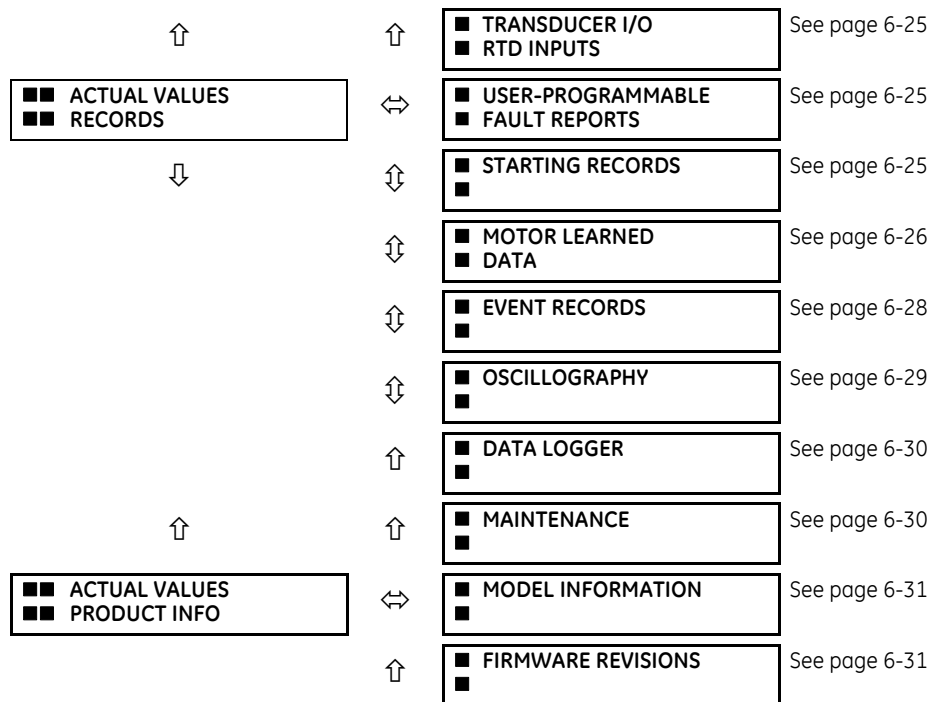 ■ TRANSDUCER I/O See page 6-25
■ RTD INPUTS
■■ ACTUAL VALUES
■■ RECORDS
■ USER-PROGRAMMABLE See page 6-25
■ FAULT REPORTS
■ STARTING RECORDS See page 6-25
■
■ MOTOR LEARNED See page 6-26
■ DATA
■ EVENT RECORDS See page 6-28
■
■ OSCILLOGRAPHY See page 6-29
■
■ DATA LOGGER See page 6-30
■
■ MAINTENANCE See page 6-30
■
■■ ACTUAL VALUES
■■ PRODUCT INFO
■ MODEL INFORMATION See page 6-31
■
■ FIRMWARE REVISIONS See page 6-31
■